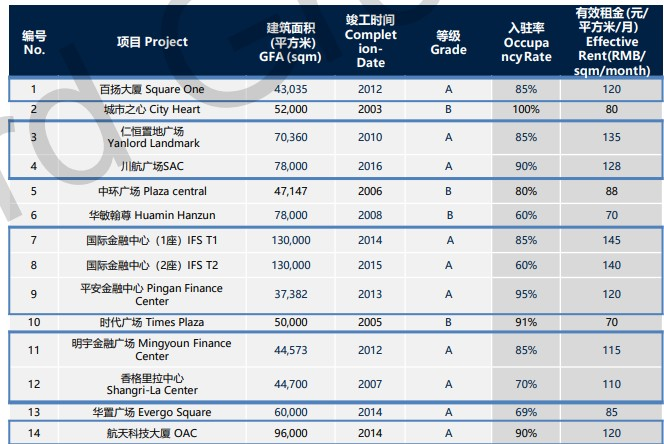 编号
No.
项目 Project
建筑面积
(平方米)
GFA (sqm)
竣工时间
Complet
ion-
Date
等级
Grade
入驻率
Occupa
ncy Rate
有效租金(元/
平方米/月)
Effective
Rent(RMB/
sqm/month)
1 百扬大厦 Square One 43,035 2012 A 85% 120
2 城市之心 City Heart 52,000 2003 B 100% 80
3 仁恒置地广场
Yanlord Landmark 70,360 2010 A 85% 135
4 川航广场SAC 78,000 2016 A 90% 128
5 中环广场 Plaza central 47,147 2006 B 80% 88
6 华敏翰尊 Huamin Hanzun 78,000 2008 B 60% 70
7 国际金融中心（1座）IFS T1 130,000 2014 A 85% 145
8 国际金融中心（2座）IFS T2 130,000 2015 A 60% 140
9 平安金融中心 Pingan Finance
Center 37,382 2013 A 95% 120
10 时代广场 Times Plaza 50,000 2005 B 91% 70
11 明宇金融广场 Mingyoun Finance
Center 44,573 2012 A 85% 115
12 香格里拉中心
Shangri-La Center 44,700 2007 A 70% 110
13 华置广场 Evergo Square 60,000 2014 A 69% 85
14 航天科技大厦 OAC 96,000 2014 A 90% 120